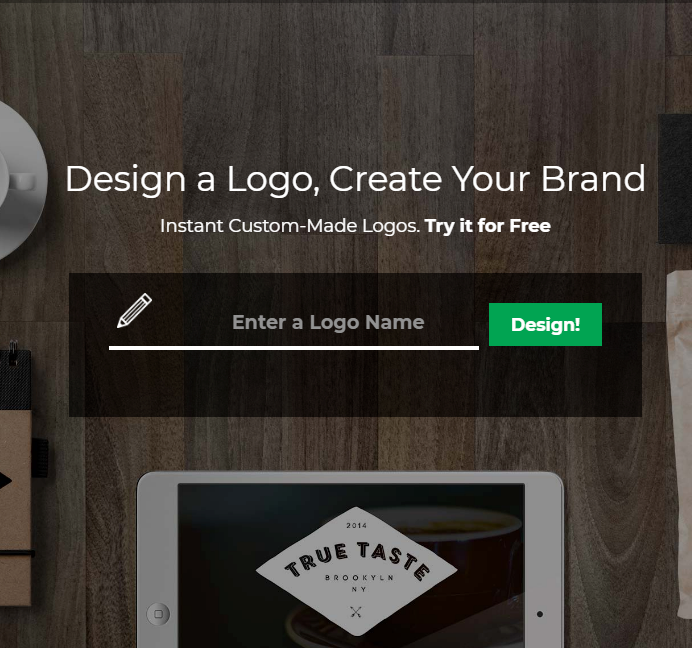 Design a Logo, Create Your Brand
Instant Custom-Made Logos. Try it for Free
Enter a Logo Name
Design!
2014
TRUE TASTE
BROOKYLN
NY